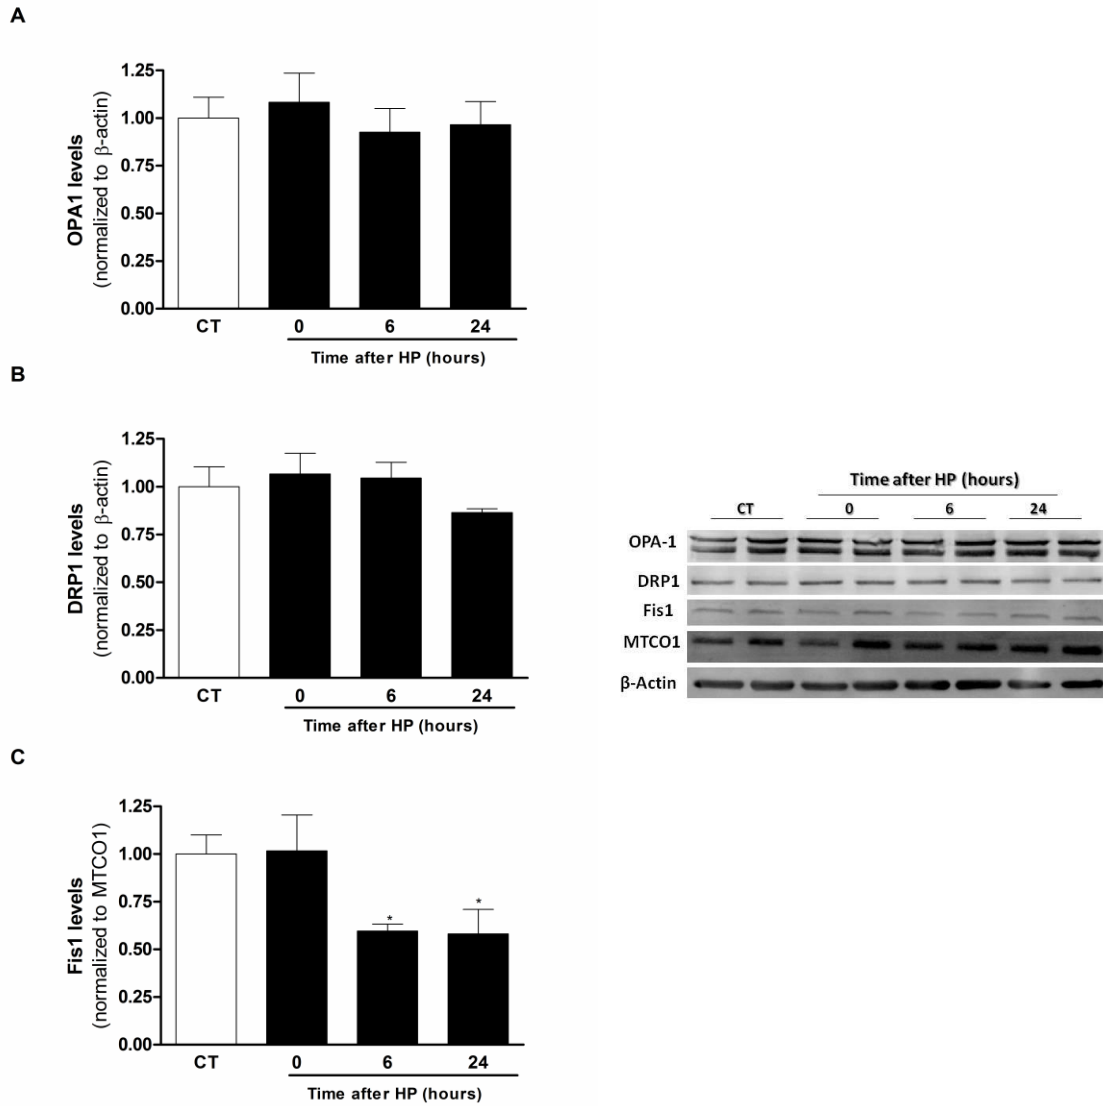 A
OPA1 levels
(normalized to β-actin)
1.25
1.00
0.75
0.50
0.25
0.00
CT 0 6 24
Time after HP (hours)
B
DRP1 levels
(normalized to β-actin)
1.25
1.00
0.75
0.50
0.25
0.00
CT 0 6 24
Time after HP (hours)
Time after HP (hours)
CT 0 6 24
OPA-1
DRP1
Fis1
MTCO1
β-Actin
C
Fis1 levels
(normalized to MTCO1)
1.25
1.00
0.75
0.50
0.25
0.00
* *
CT 0 6 24
Time after HP (hours)